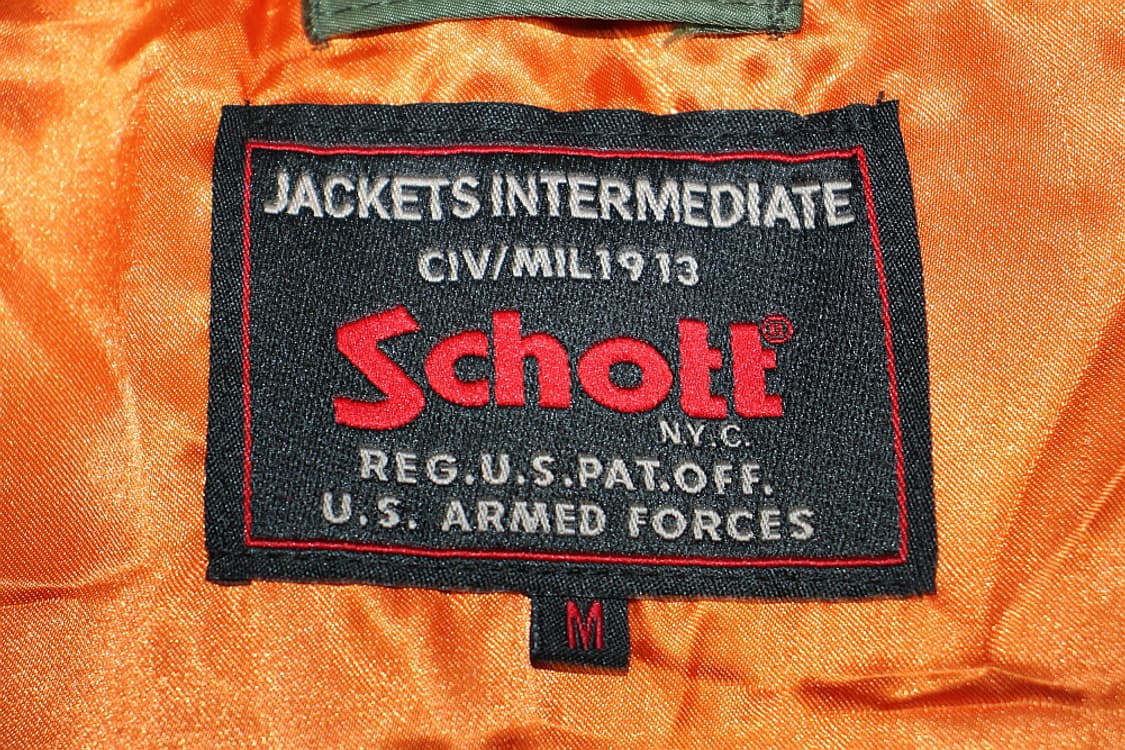 JACKETS INTERMEDIATE
CIV/MIL1913
Schott®
N.Y.C.
REG.U.S.PAT.OFF.
U.S. ARMED FORCES
M